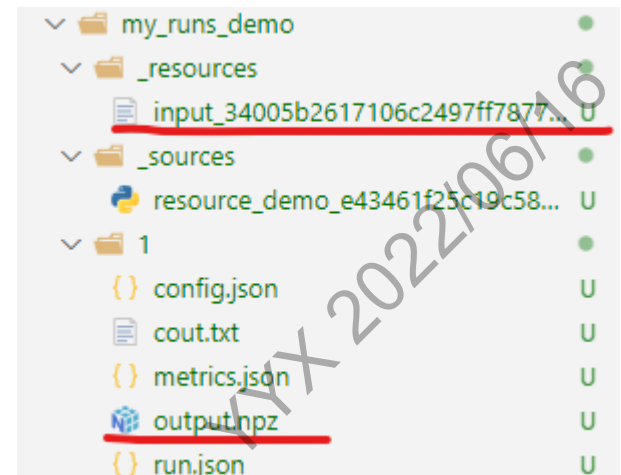 my_runs_demo
_resources
input_34005b2617106c2497ff7877... U
_sources
resource_demo_e43461f25c19c58... U
1
{} config.json U
cout.txt U
{} metrics.json U
output.npz U
{} run.json U
YYX 2022/06/16